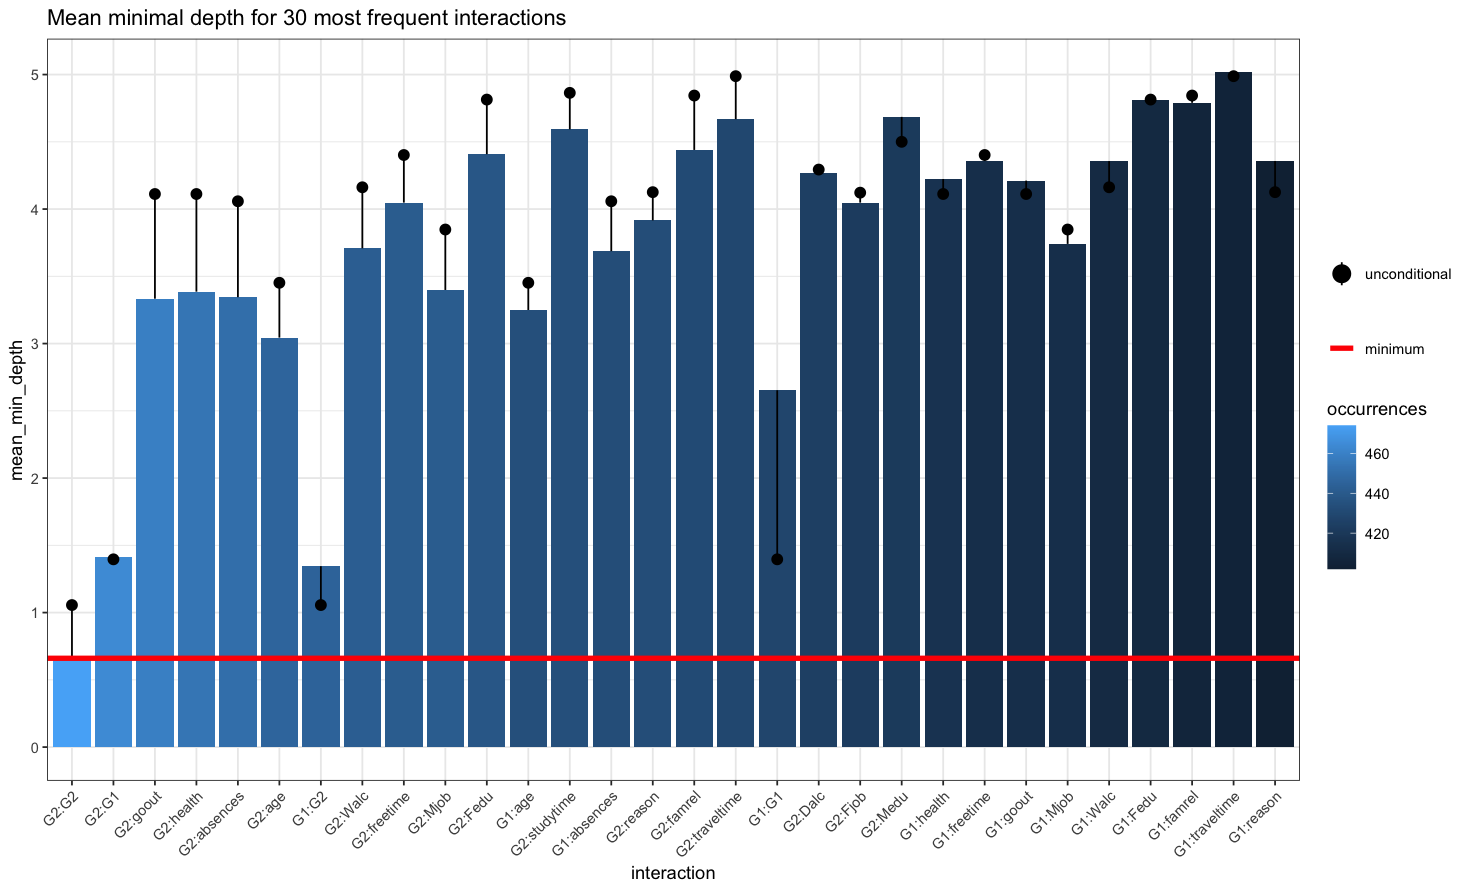 Mean minimal depth for 30 most frequent interactions
mean_min_depth
5
4
3
2
1
0
G2:G2
G2:G1
G2:goout
G2:health
G2:absences
G2:age
G1:G2
G2:Walc
G2:freetime
G2:Mjob
G2:Fedu
G1:age
G2:studytime
G1:absences
G2:reason
G2:famrel
G2:traveltime
G1:G1
G2:Dalc
G2:Fjob
G2:Medu
G1:health
G1:freetime
G1:goout
G1:Mjob
G1:Walc
G1:Fedu
G1:famrel
G1:traveltime
G1:reason
interaction
unconditional
minimum
occurrences
460
440
420